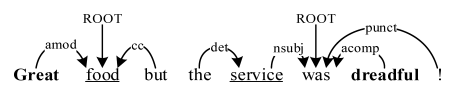 ROOT ROOT
amod cc det nsubj acomp punct
Great food but the service was dreadful !